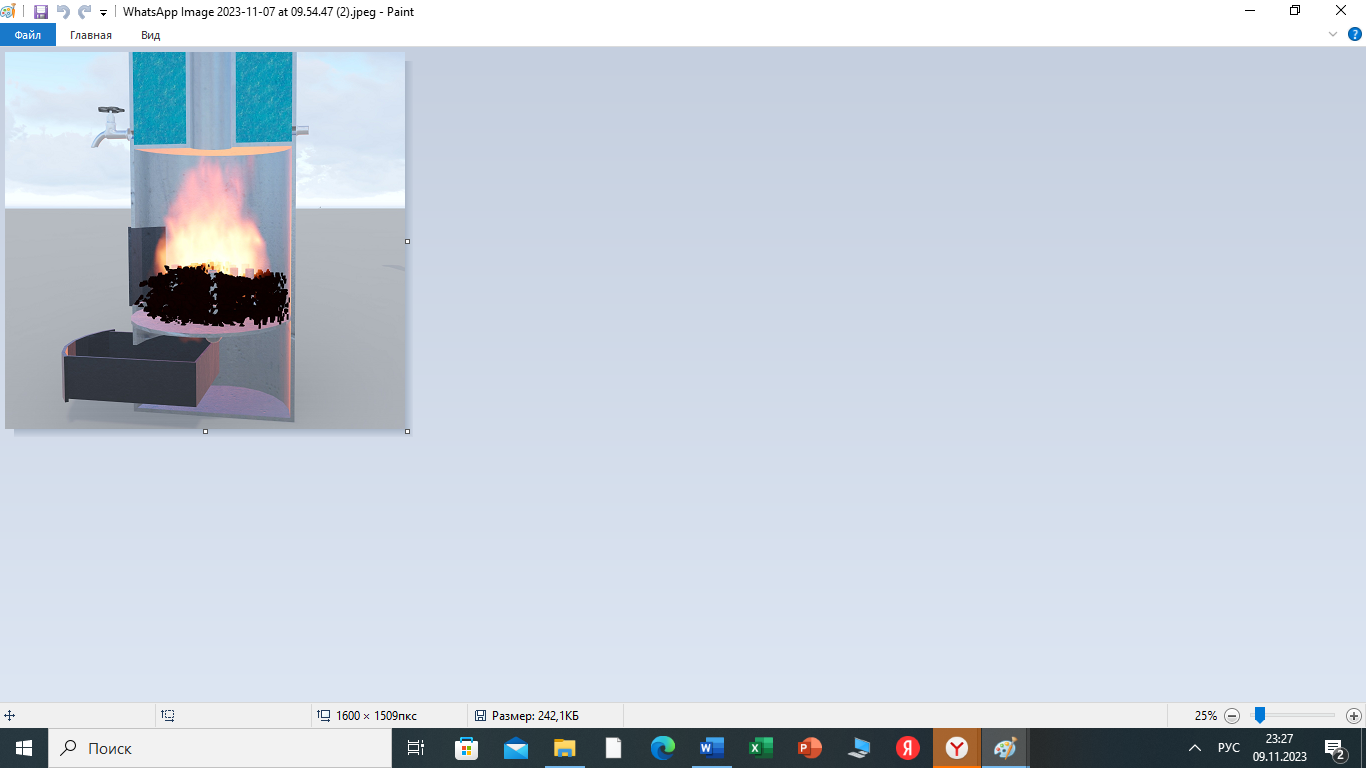 WhatsApp Image 2023-11-07 at 09.54.47 (2).jpeg - Paint
Файл Главная Вид
1600 × 1509пкс
Размер: 242,1КБ
25%
Поиск
РУС
23:27
09.11.2023
2